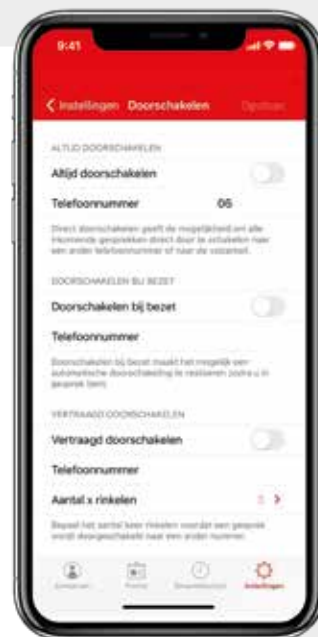 9:41
Instellingen Doorschakelen Opslaan
ALTIJD DOORSCHAKELEN
Altijd doorschakelen
Telefoonnummer 06
Direct doorschakelen geeft de mogelijkheid om alle
inkomende gesprekken direct door te schakelen naar
een ander telefoonnummer of naar de voicemail.
DOORSCHAKELEN BIJ BEZET
Doorschakelen bij bezet
Telefoonnummer
Doorschakelen bij bezet maakt het mogelijk een
automatische doorschakeling te realiseren zodra u in
gesprek bent.
VERTRAAGD DOORSCHAKELEN
Vertraagd doorschakelen
Telefoonnummer
Aantal x rinkelen 5
Bepaal het aantal keer rinkelen voordat een gesprek
wordt doorgeschakeld naar een ander nummer.
Instellingen